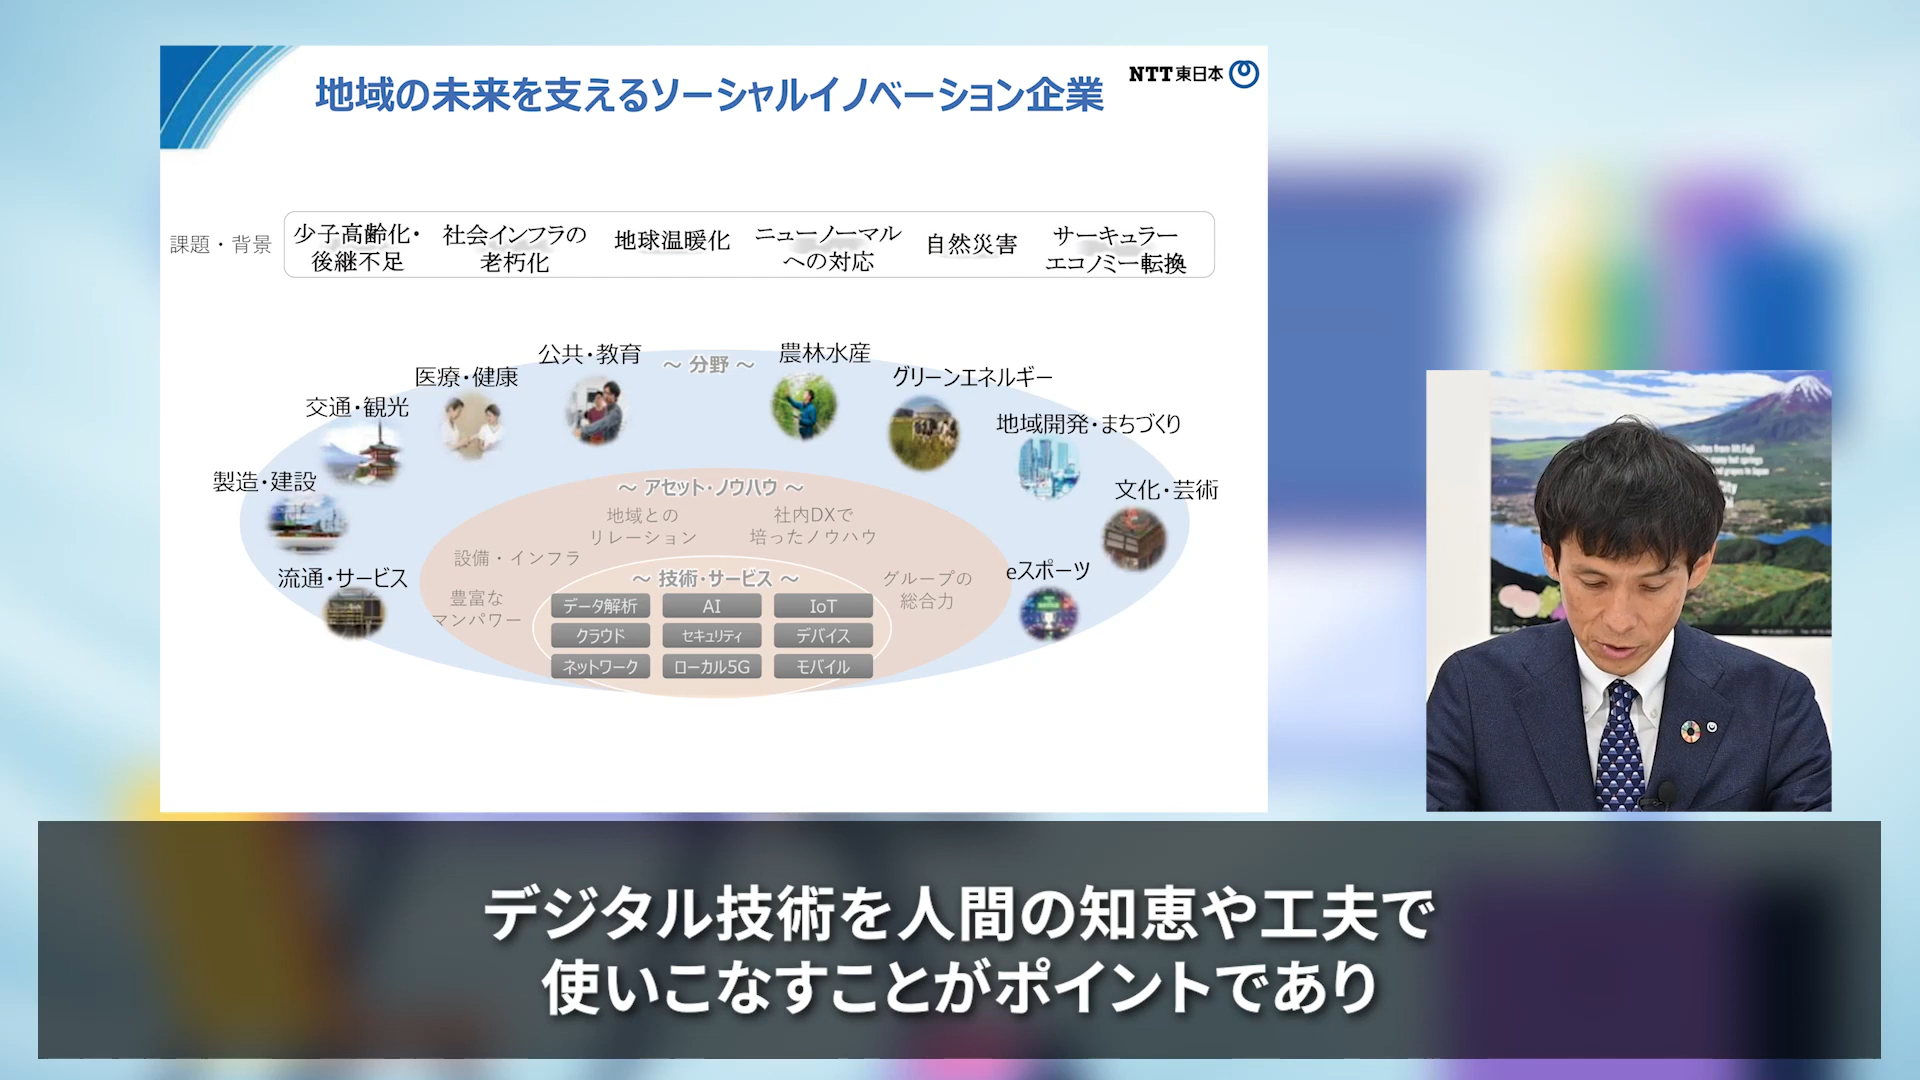 地域の未来を支えるソーシャルイノベーション企業
NTT東日本
課題・背景
少子高齢化・
後継不足
社会インフラの
老朽化
地球温暖化
ニューノーマル
への対応
自然災害
サーキュラー
エコノミー転換
～ 分野 ～
公共・教育
農林水産
医療・健康
グリーンエネルギー
交通・観光
地域開発・まちづくり
製造・建設
文化・芸術
流通・サービス
eスポーツ
～ アセット・ノウハウ ～
地域との
リレーション
社内DXで
培ったノウハウ
設備・インフラ
豊富な
マンパワー
グループの
総合力
～ 技術・サービス ～
データ解析
AI
IoT
クラウド
セキュリティ
デバイス
ネットワーク
ローカル5G
モバイル
デジタル技術を人間の知恵や工夫で
使いこなすことがポイントであり